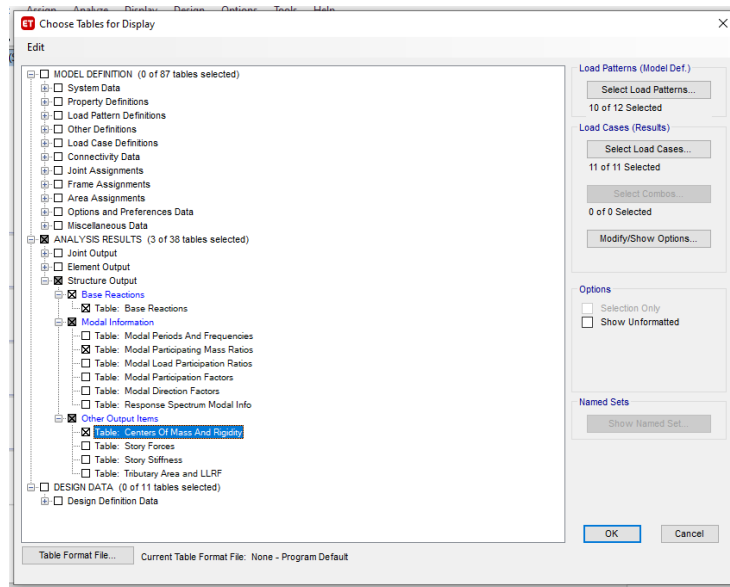 Assign Analyze Display Design Options Tools Help
ET Choose Tables for Display
Edit
MODEL DEFINITION (0 of 87 tables selected)
System Data
Property Definitions
Load Pattern Definitions
Other Definitions
Load Case Definitions
Connectivity Data
Joint Assignments
Frame Assignments
Area Assignments
Options and Preferences Data
Miscellaneous Data
ANALYSIS RESULTS (3 of 38 tables selected)
Joint Output
Element Output
Structure Output
Base Reactions
Table: Base Reactions
Modal Information
Table: Modal Periods And Frequencies
Table: Modal Participating Mass Ratios
Table: Modal Load Participation Ratios
Table: Modal Participation Factors
Table: Modal Direction Factors
Table: Response Spectrum Modal Info
Other Output Items
Table: Centers Of Mass And Rigidity
Table: Story Forces
Table: Story Stiffness
Table: Tributary Area and LLRF
DESIGN DATA (0 of 11 tables selected)
Design Definition Data
Load Patterns (Model Def.)
Select Load Patterns...
10 of 12 Selected
Load Cases (Results)
Select Load Cases...
11 of 11 Selected
Select Combos...
0 of 0 Selected
Modify/Show Options...
Options
Selection Only
Show Unformatted
Named Sets
Show Named Set...
OK Cancel
Table Format File... Current Table Format File: None - Program Default